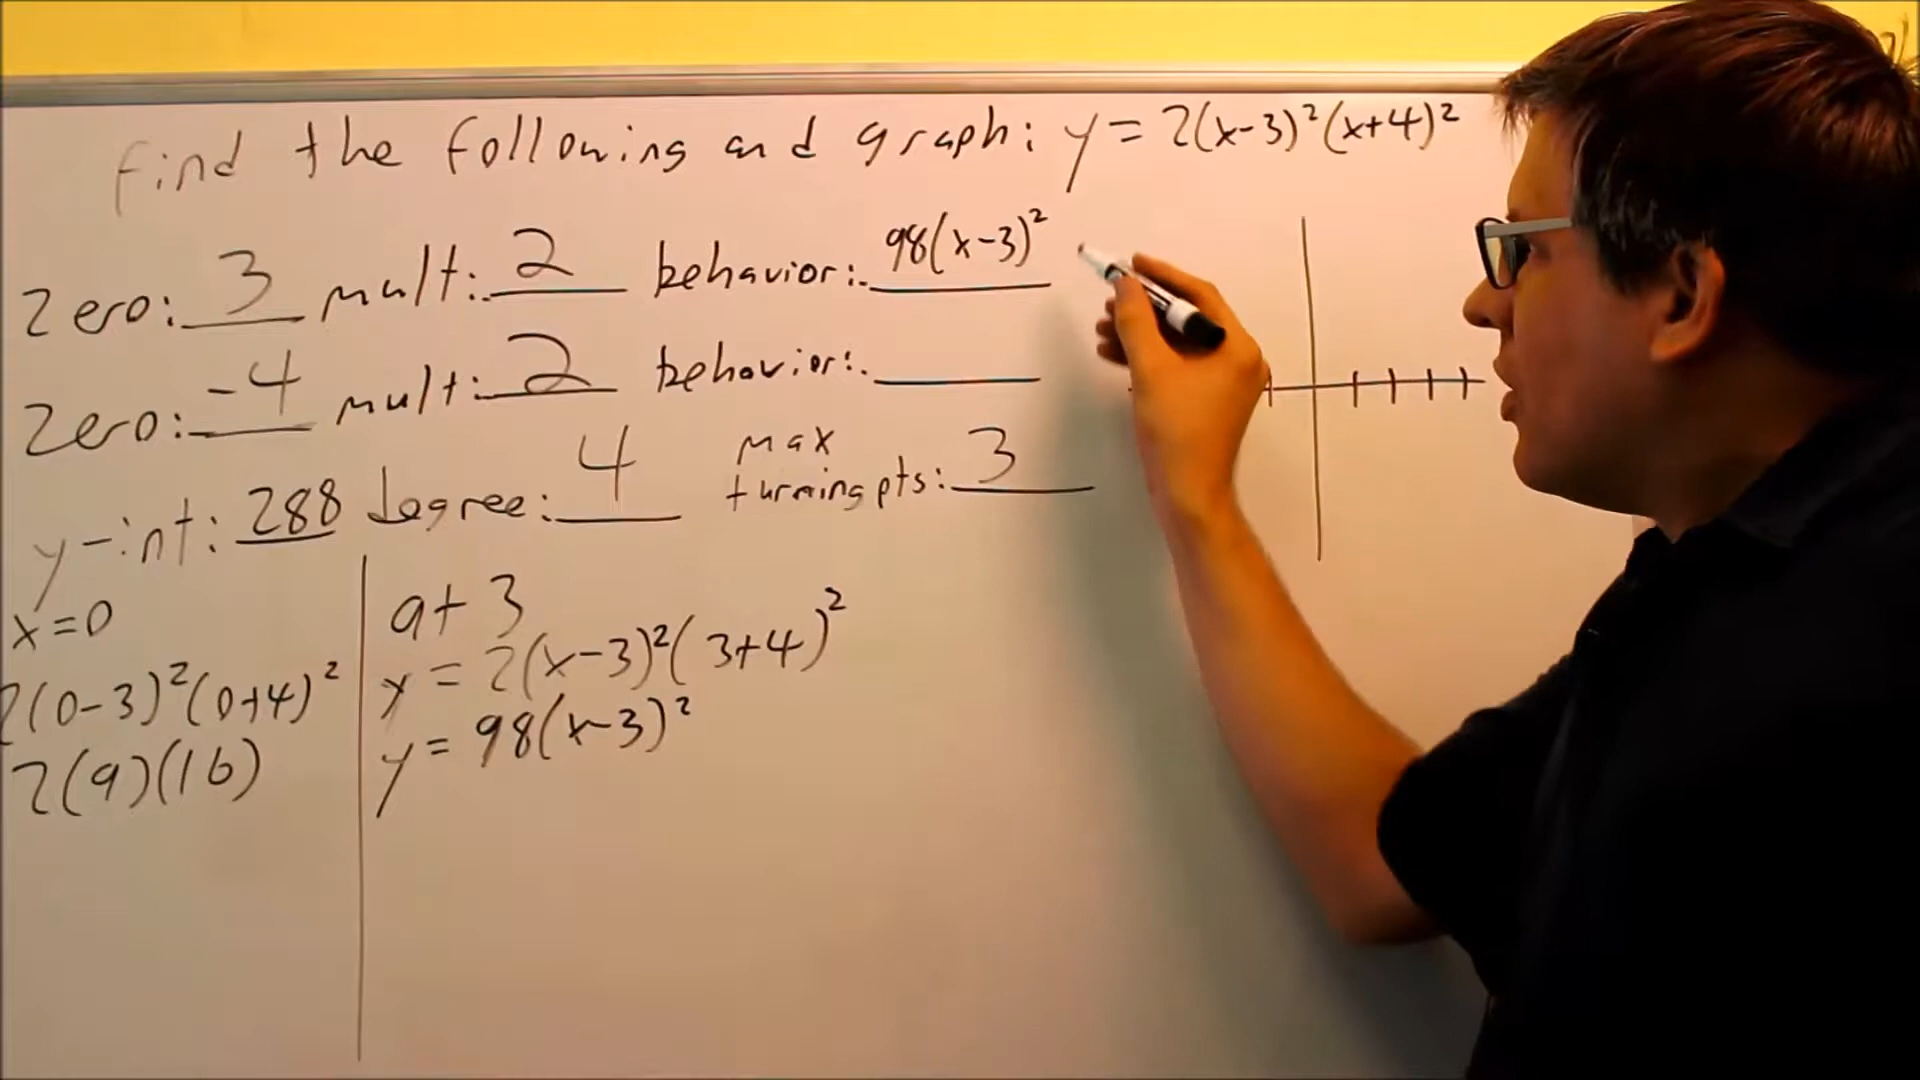 find the following and graph: y = 2(x-3)²(x+4)²
zero: 3 mult: 2 behavior: 98(x-3)²
zero: -4 mult: 2 behavior:
y-int: 288 degree: 4 max turning pts: 3
x=0
2(0-3)²(0+4)²
2(9)(16)
at 3
y = 2(x-3)²(3+4)²
y = 98(x-3)²